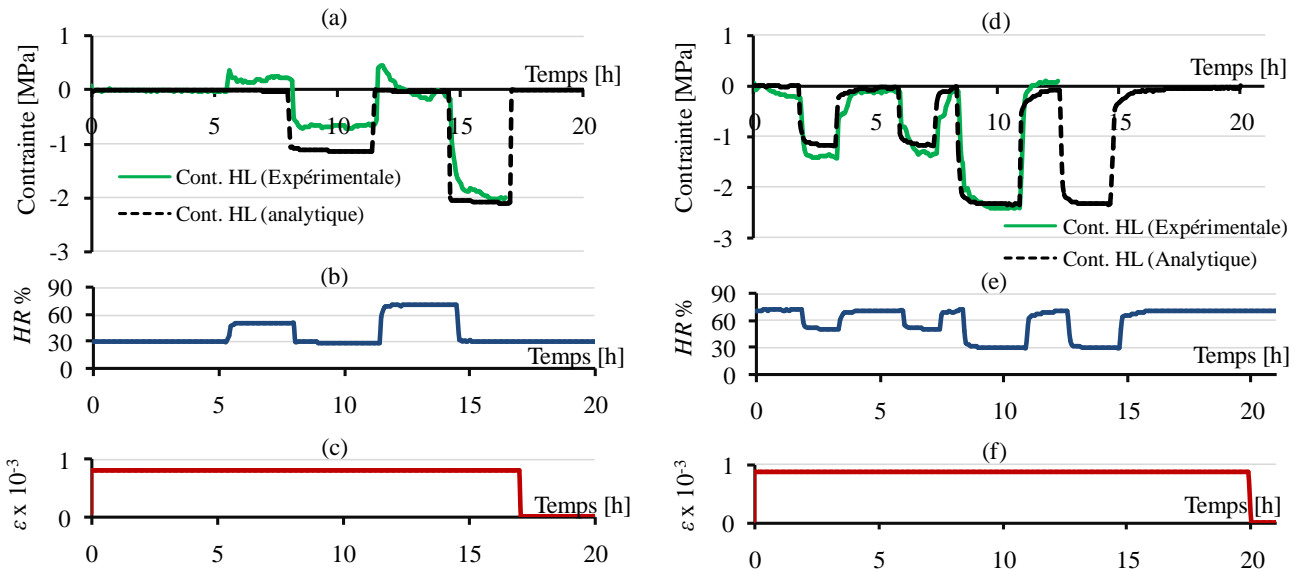 (a)
Contrainte [MPa]
1
0
-1
-2
-3
Temps [h]
0 5 10 15 20
Cont. HL (Expérimentale)
Cont. HL (analytique)
(b)
HR %
90
60
30
0
Temps [h]
0 5 10 15 20
(c)
ε x 10-3
1
0
Temps [h]
0 5 10 15 20
(d)
Contrainte [MPa]
1
0
-1
-2
-3
Temps [h]
0 5 10 15 20
Cont. HL (Expérimentale)
Cont. HL (Analytique)
(e)
HR %
90
60
30
0
Temps [h]
0 5 10 15 20
(f)
ε x 10-3
1
0
Temps [h]
0 5 10 15 20